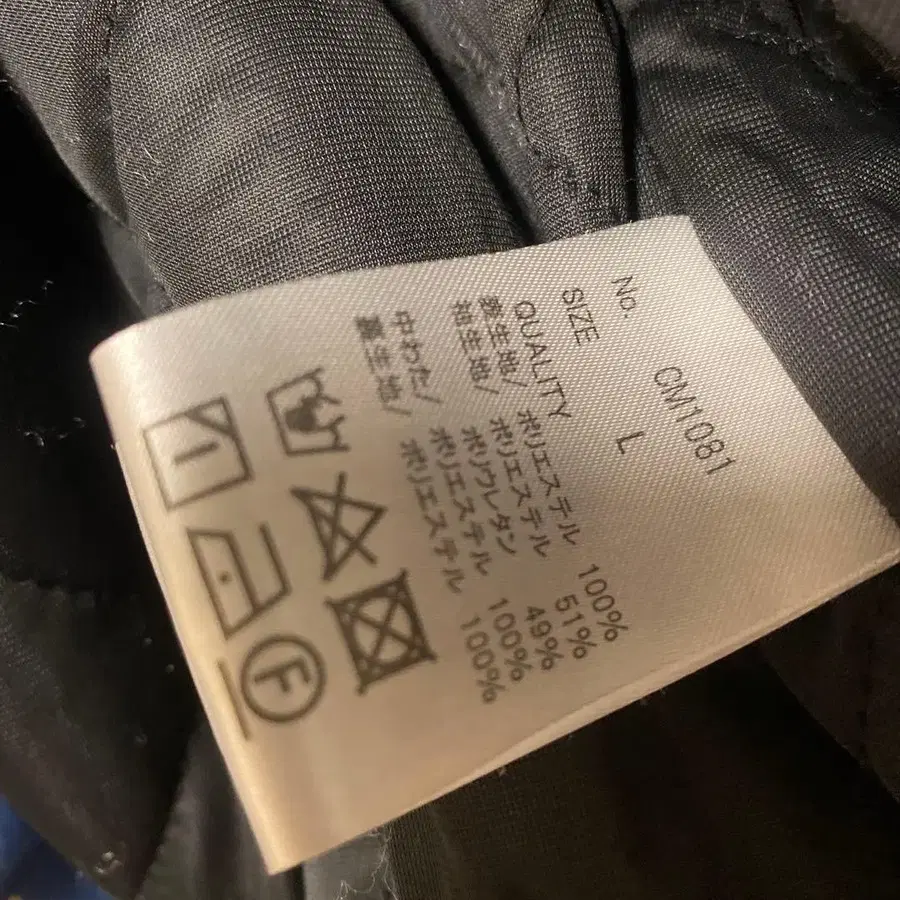 No. CM1081
SIZE L
QUALITY
表生地/ ポリエステル 100%
袖生地/ ポリエステル 51%
ポリウレタン 49%
中わた/ ポリエステル 100%
裏生地/ ポリエステル 100%
F